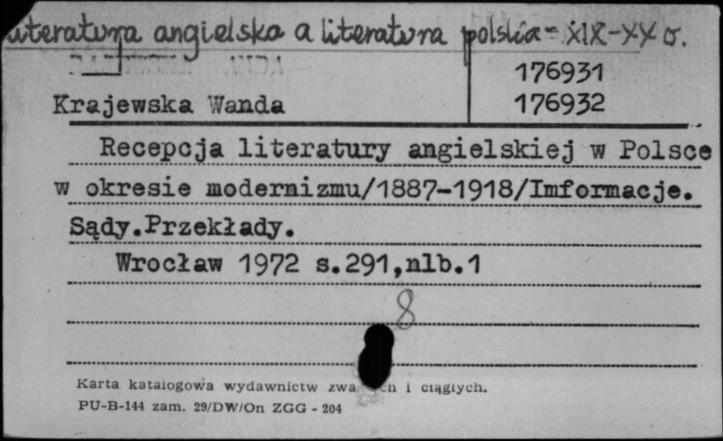 literatura angielska a literatura polska - XIX-XX w.
176931
Krajewska Wanda 176932
Recepcja literatury angielskiej w Polsce
w okresie modernizmu/1887-1918/Imformacje.
Sądy.Przekłady.
Wrocław 1972 s.291,nlb.1
8
Karta katalogowa wydawnictw zwa ch i ciągłych.
PU-B-144 zam. 29/DW/On ZGG - 204